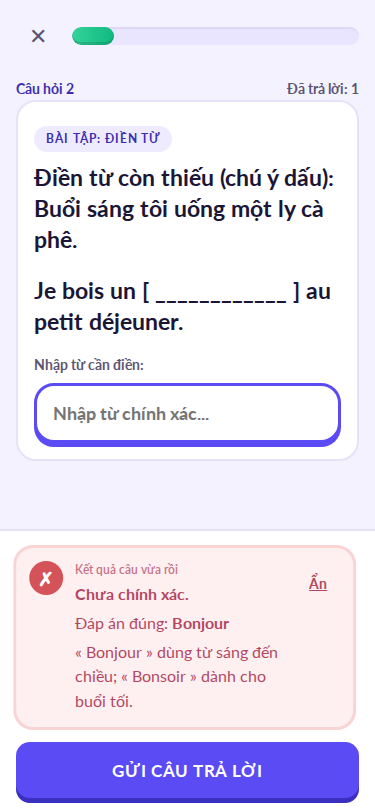 ✕
Câu hỏi 2
Đã trả lời: 1
BÀI TẬP: ĐIỀN TỪ
Điền từ còn thiếu (chú ý dấu):
Buổi sáng tôi uống một ly cà
phê.
Je bois un [ ____________ ] au
petit déjeuner.
Nhập từ cần điền:
Nhập từ chính xác...
✗
Kết quả câu vừa rồi
Ẩn
Chưa chính xác.
Đáp án đúng: Bonjour
« Bonjour » dùng từ sáng đến
chiều; « Bonsoir » dành cho
buổi tối.
GỬI CÂU TRẢ LỜI